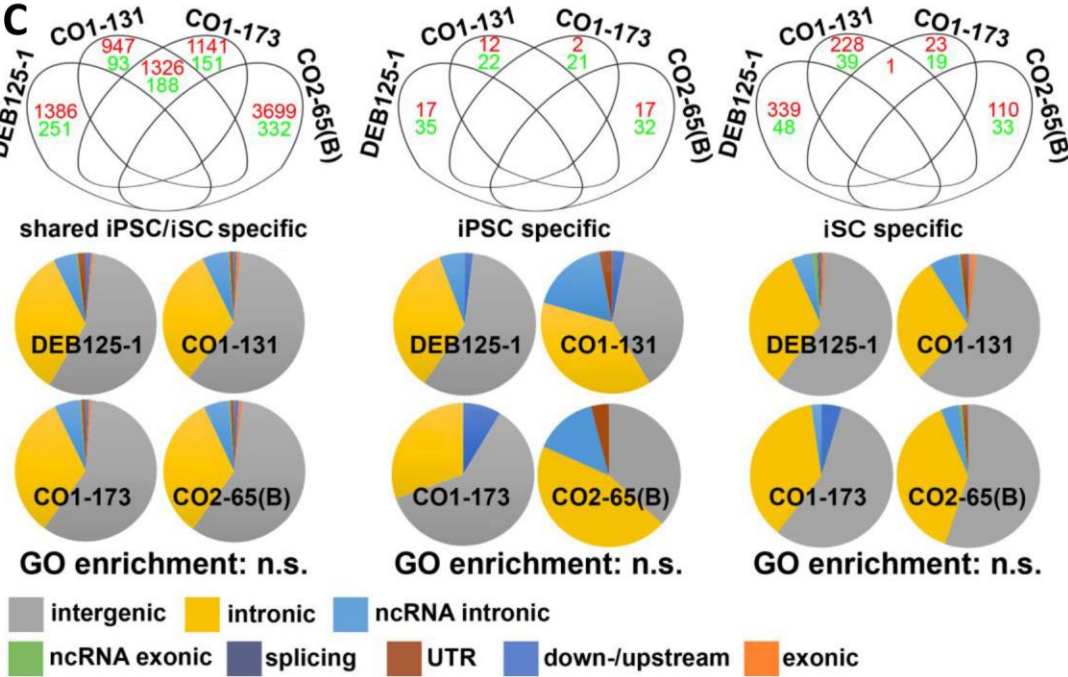 C
DEB125-1
CO1-131
CO1-173
CO2-65(B)
947
93
1141
151
1326
188
1386
251
3699
332
shared iPSC/iSC specific
DEB125-1
CO1-131
CO1-173
CO2-65(B)
12
22
2
21
17
35
17
32
iPSC specific
DEB125-1
CO1-131
CO1-173
CO2-65(B)
228
39
1
23
19
339
48
110
33
iSC specific
DEB125-1
CO1-131
CO1-173
CO2-65(B)
GO enrichment: n.s.
DEB125-1
CO1-131
CO1-173
CO2-65(B)
GO enrichment: n.s.
DEB125-1
CO1-131
CO1-173
CO2-65(B)
GO enrichment: n.s.
intergenic
intronic
ncRNA intronic
ncRNA exonic
splicing
UTR
down-/upstream
exonic